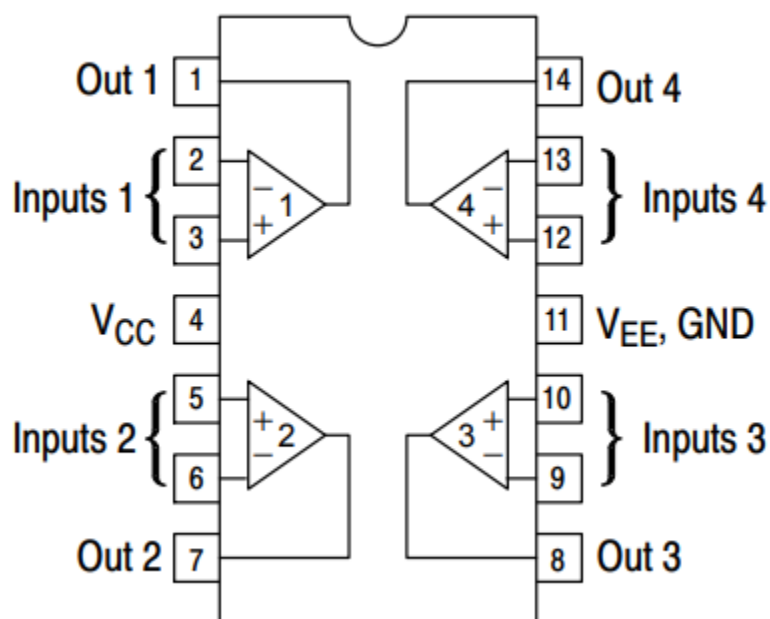 Out 1 1 14 Out 4
2 13
Inputs 1 { − 1 − 4 } Inputs 4
3 + + 12
VCC 4 11 VEE, GND
5 + + 10
Inputs 2 { 2 3 } Inputs 3
6 − − 9
Out 2 7 8 Out 3